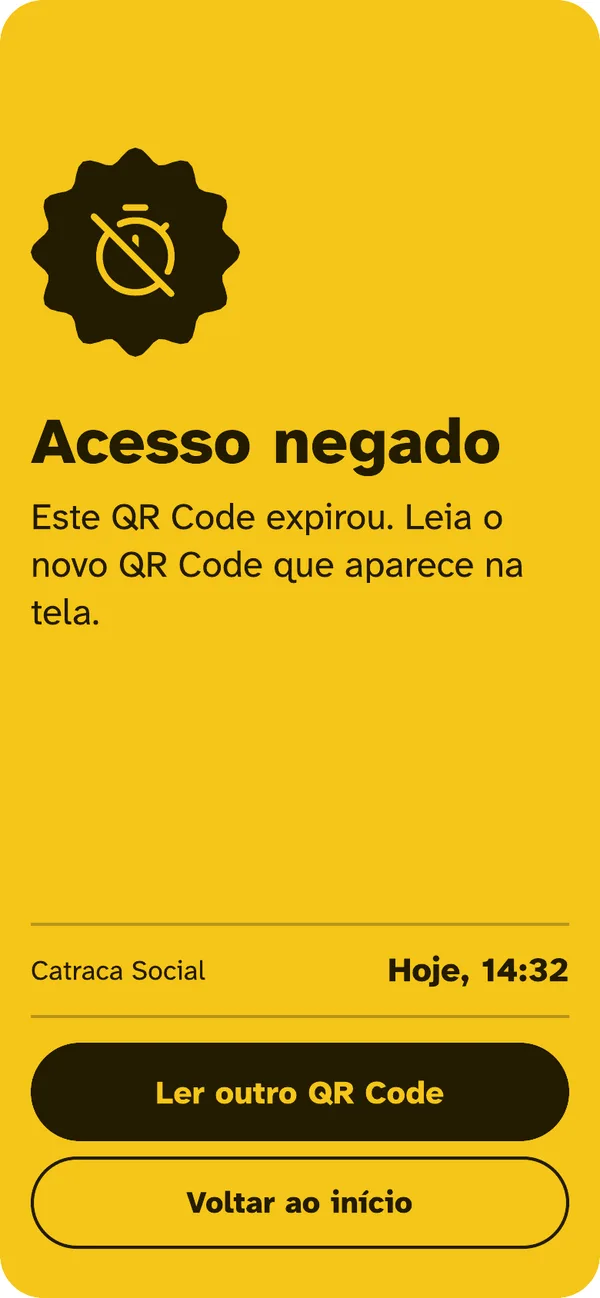 Acesso negado
Este QR Code expirou. Leia o
novo QR Code que aparece na
tela.
Catraca Social
Hoje, 14:32
Ler outro QR Code
Voltar ao início